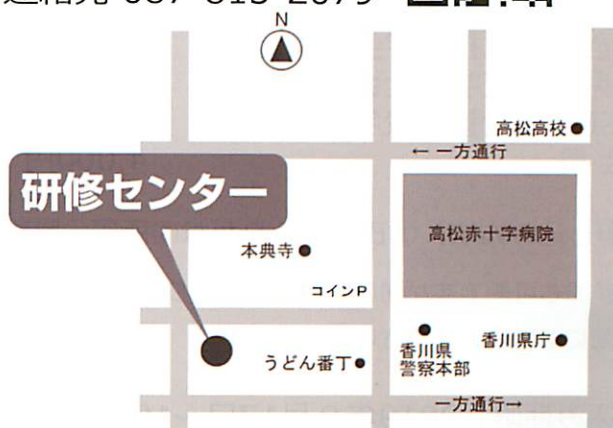 連絡先 087-813-2079
N
高松高校
← 一方通行
研修センター
高松赤十字病院
本典寺
コインP
香川県庁
香川県
警察本部
うどん番丁
一方通行→